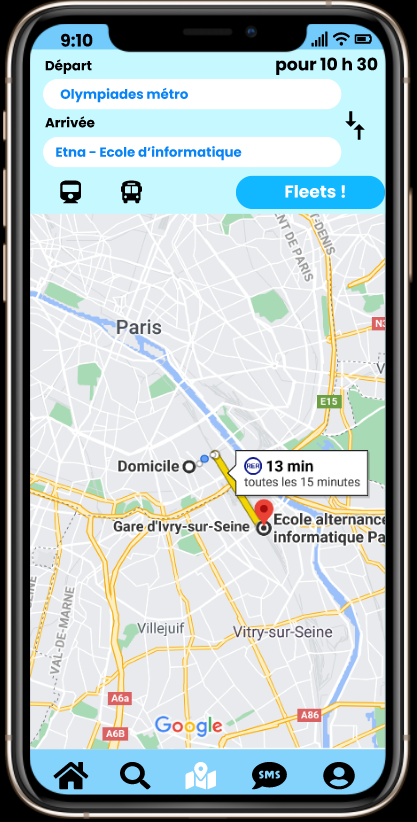 9:10
Départ
pour 10 h 30
Olympiades métro
Arrivée
Etna - Ecole d'informatique
Fleets !
Paris
E15
Domicile
RER 13 min
toutes les 15 minutes
Gare d'Ivry-sur-Seine
Ecole alternance
informatique Pa
VAL-DE-MARNE
Villejuif
Vitry-sur-Seine
A6a
A86
A6B
Google
SMS